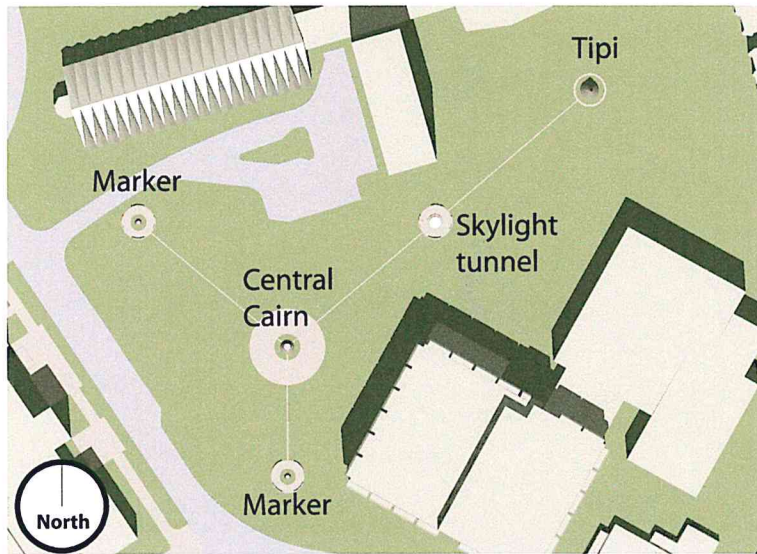 Tipi
Marker
Skylight
tunnel
Central
Cairn
Marker
North